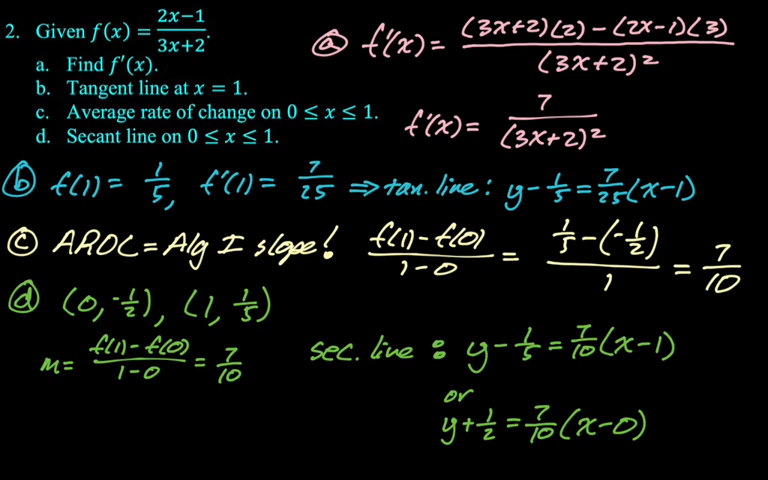 2. Given f(x) = (2x−1)/(3x+2).
a. Find f′(x).
b. Tangent line at x = 1.
c. Average rate of change on 0 ≤ x ≤ 1.
d. Secant line on 0 ≤ x ≤ 1.
ⓐ f'(x) = ((3x+2)(2) − (2x−1)(3))/(3x+2)²
f'(x) = 7/(3x+2)²
ⓑ f(1) = 1/5, f'(1) = 7/25 ⇒ tan. line: y − 1/5 = 7/25(x−1)
ⓒ AROC = Alg I slope! (f(1) − f(0))/(1−0) = (1/5 − (−1/2))/1 = 7/10
ⓓ (0, −1/2), (1, 1/5)
m = (f(1) − f(0))/(1−0) = 7/10
sec. line: y − 1/5 = 7/10(x−1)
or
y + 1/2 = 7/10(x−0)